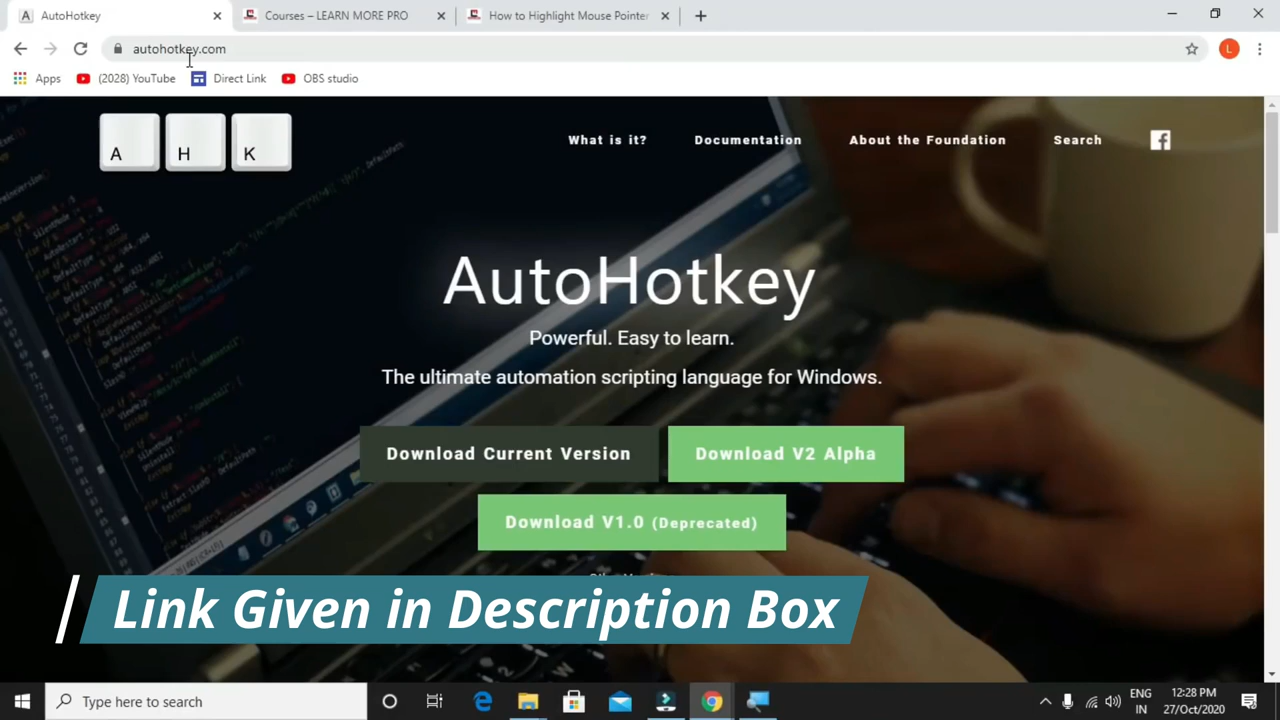 AutoHotkey
Courses – LEARN MORE PRO
How to Highlight Mouse Pointer
autohotkey.com
Apps
(2028) YouTube
Direct Link
OBS studio
A H K
What is it?
Documentation
About the Foundation
Search
AutoHotkey
Powerful. Easy to learn.
The ultimate automation scripting language for Windows.
Download Current Version
Download V2 Alpha
Download V1.0 (Deprecated)
Link Given in Description Box
Type here to search
ENG
IN
12:28 PM
27/Oct/2020